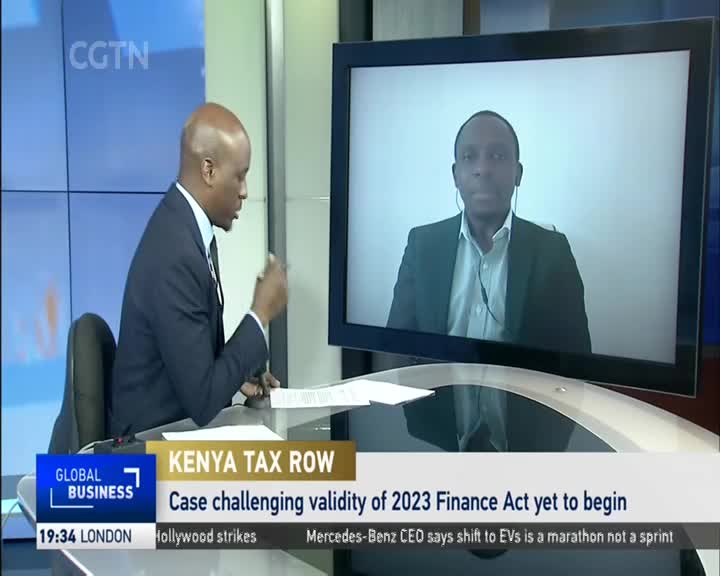 CGTN
KENYA TAX ROW
GLOBAL
BUSINESS
Case challenging validity of 2023 Finance Act yet to begin
19:34 LONDON
Hollywood strikes Mercedes-Benz CEO says shift to EVs is a marathon not a sprint